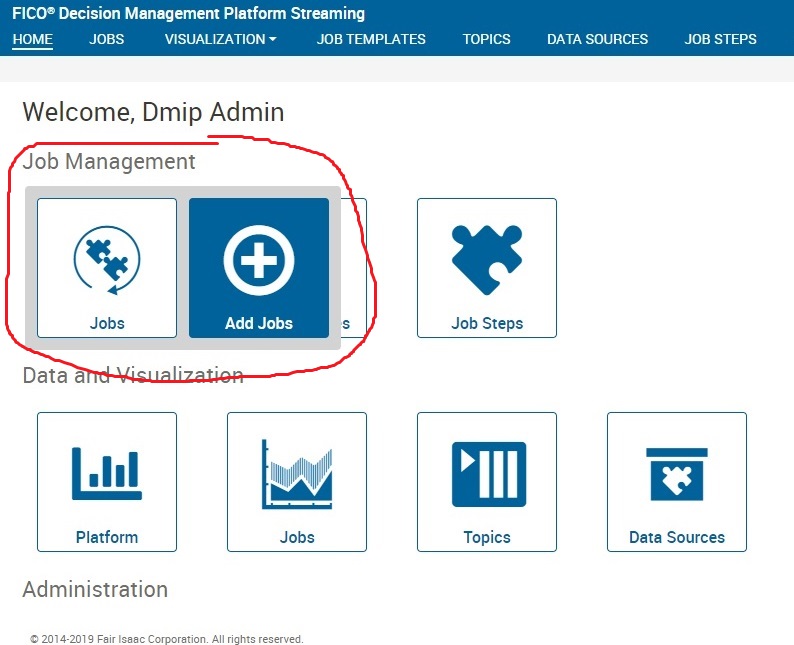 FICO® Decision Management Platform Streaming
HOME JOBS VISUALIZATION JOB TEMPLATES TOPICS DATA SOURCES JOB STEPS
Welcome, Dmip Admin
Job Management
Jobs Add Jobs es Job Steps
Data and Visualization
Platform Jobs Topics Data Sources
Administration
© 2014-2019 Fair Isaac Corporation. All rights reserved.